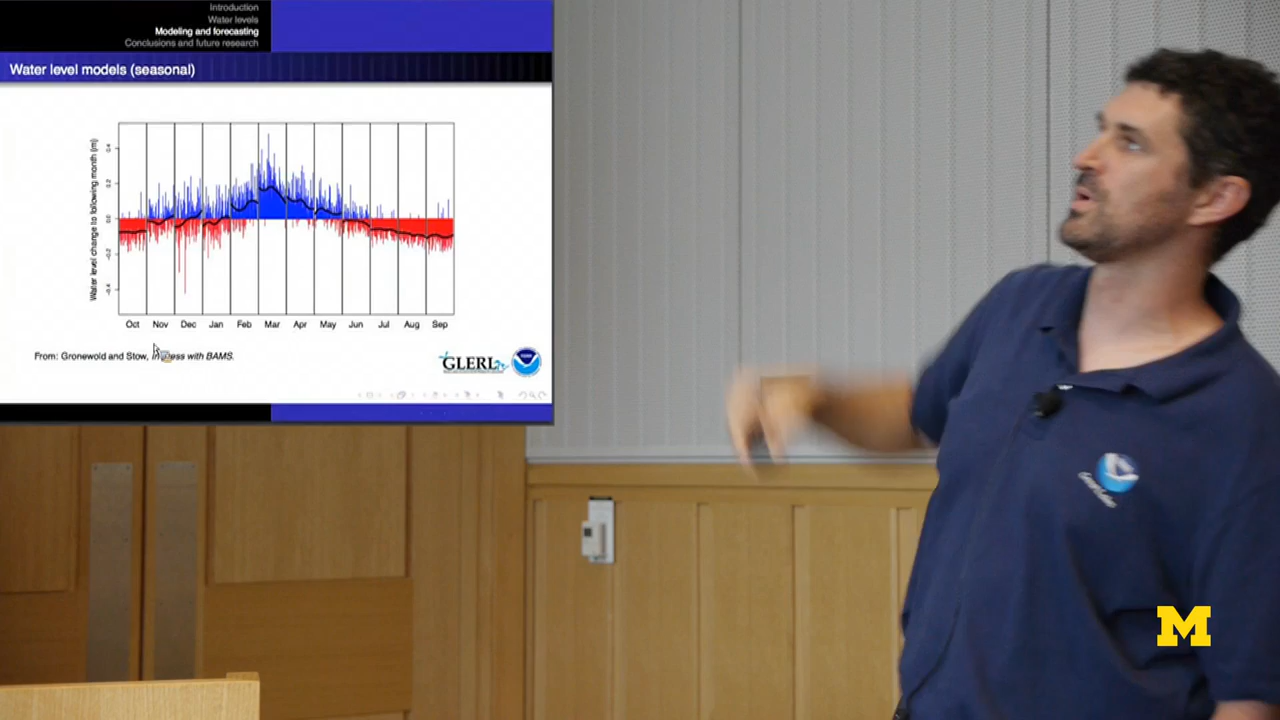 Introduction
Water levels
Modeling and forecasting
Conclusions and future research
Water level models (seasonal)
Water level change to following month (m)
0.4
0.2
0.0
-0.2
-0.4
Oct Nov Dec Jan Feb Mar Apr May Jun Jul Aug Sep
From: Gronewold and Stow, in press with BAMS.
GLERL
M